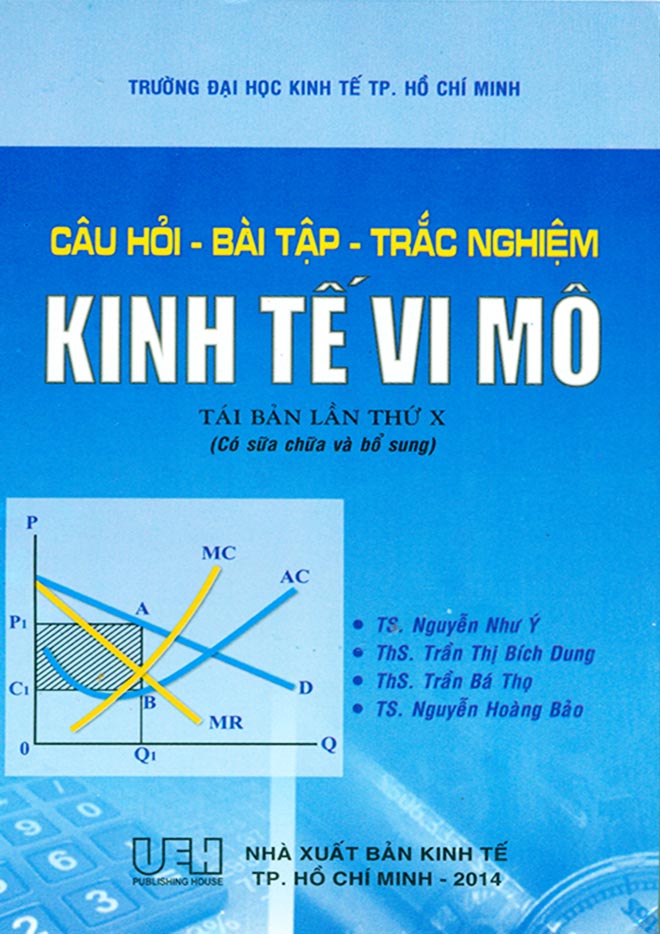 TRƯỜNG ĐẠI HỌC KINH TẾ TP. HỒ CHÍ MINH
CÂU HỎI - BÀI TẬP - TRẮC NGHIỆM
KINH TẾ VI MÔ
TÁI BẢN LẦN THỨ X
(Có sữa chữa và bổ sung)
P
MC
AC
P1
A
C1
B
D
MR
0
Q1
Q
• TS. Nguyễn Như Ý
• ThS. Trần Thị Bích Dung
• ThS. Trần Bá Thọ
• TS. Nguyễn Hoàng Bảo
UEH
PUBLISHING HOUSE
NHÀ XUẤT BẢN KINH TẾ
TP. HỒ CHÍ MINH - 2014